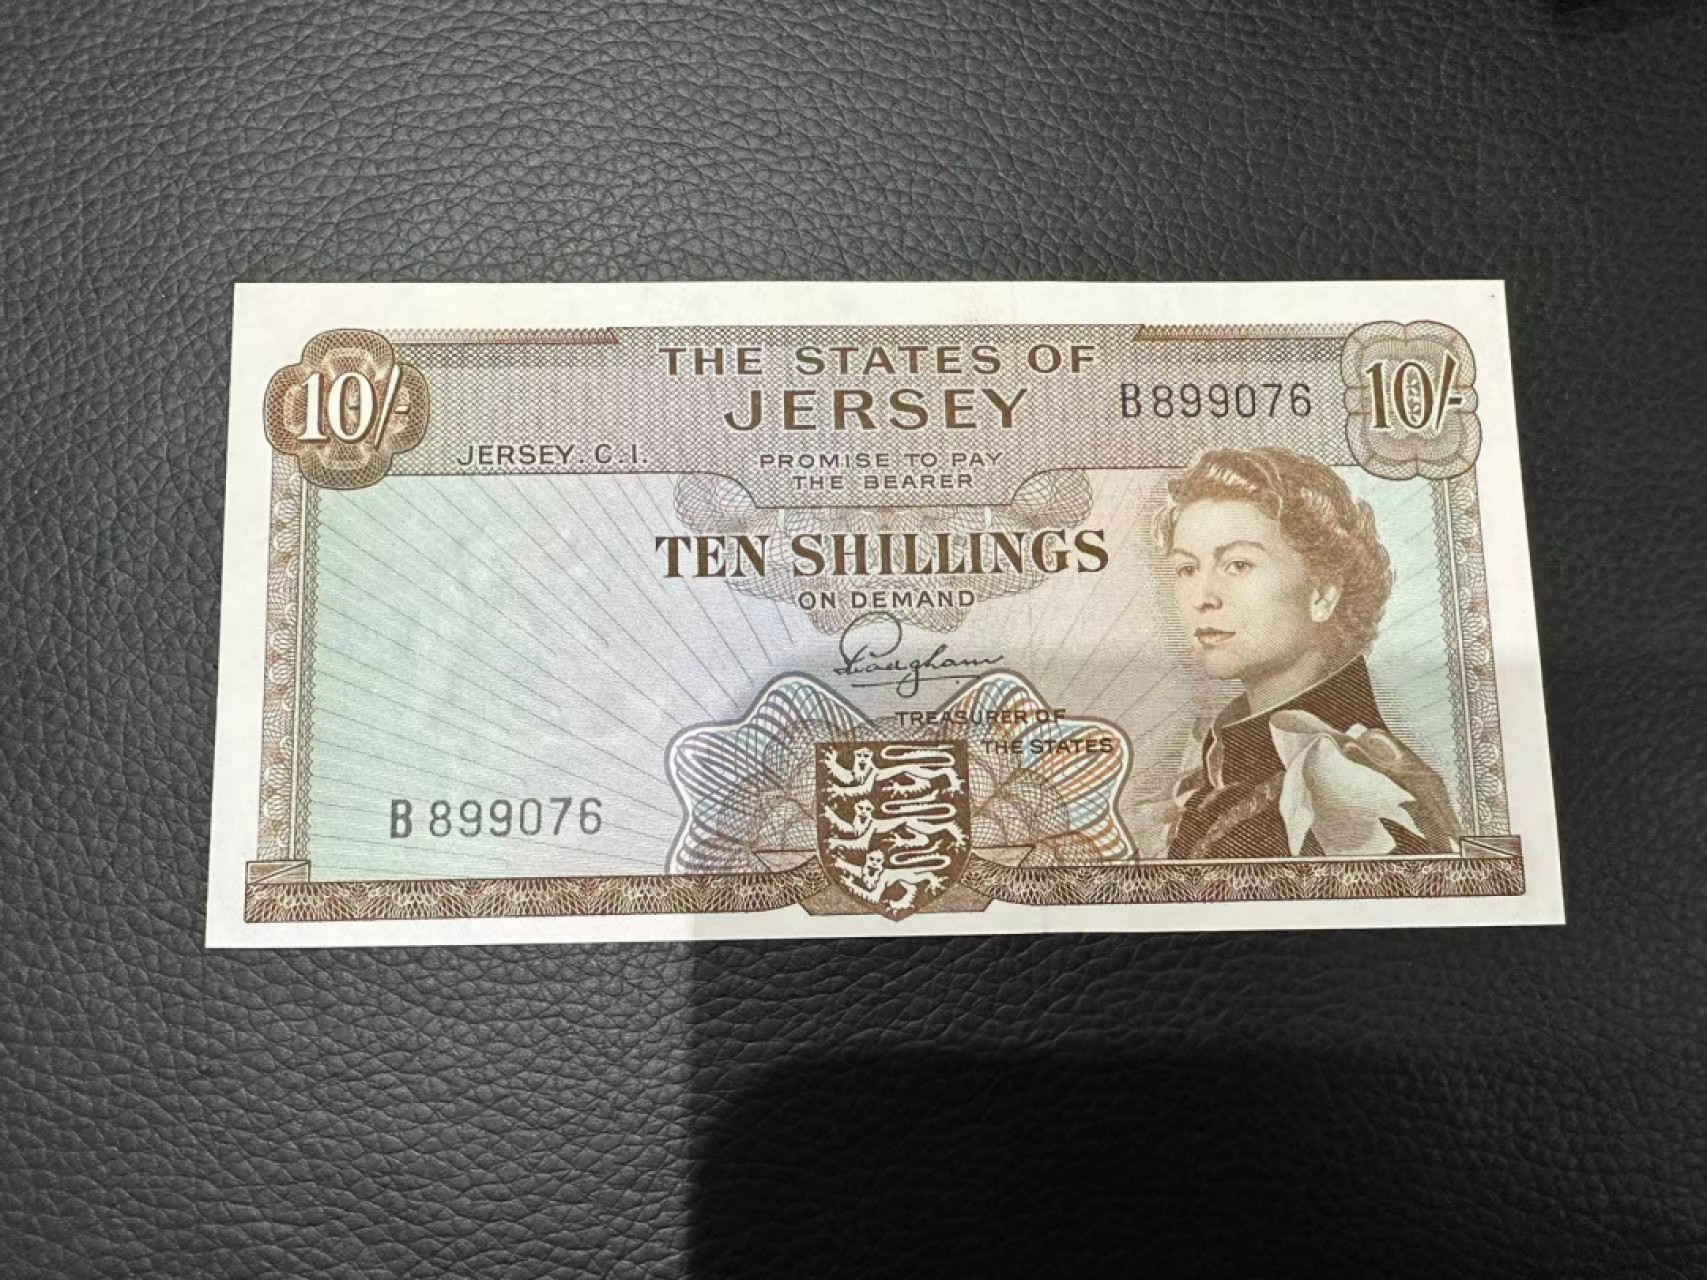 10/-
THE STATES OF
JERSEY
B899076
10/-
JERSEY. C.I.
PROMISE TO PAY
THE BEARER
TEN SHILLINGS
ON DEMAND
TREASURER OF
THE STATES
B899076